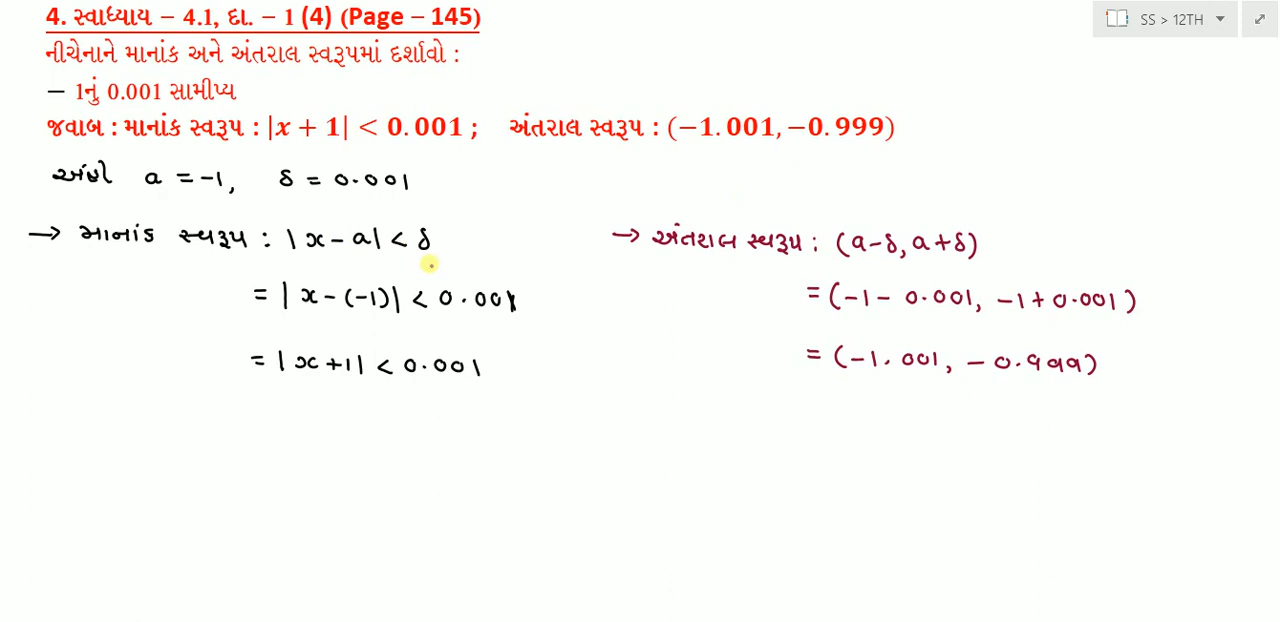 4. સ્વાધ્યાય – 4.1, દા. – 1 (4) (Page – 145)
SS > 12TH
નીચેનાને માનાંક અને અંતરાલ સ્વરૂપમાં દર્શાવો :
– 1નું 0.001 સામીપ્ય
જવાબ : માનાંક સ્વરૂપ : |x + 1| < 0.001 ; અંતરાલ સ્વરૂપ : (−1.001, −0.999)
અહીં a = -1, δ = 0.001
→ માનાંક સ્વરૂપ : |x - a| < δ
= |x - (-1)| < 0.001
= |x + 1| < 0.001
→ અંતરાલ સ્વરૂપ : (a - δ, a + δ)
= (-1 - 0.001, -1 + 0.001)
= (-1.001, -0.999)